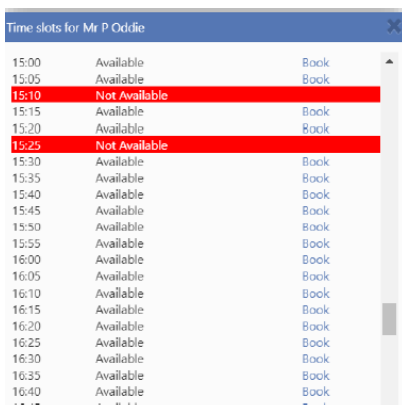 Time slots for Mr P Oddie
15:00 Available Book
15:05 Available Book
15:10 Not Available
15:15 Available Book
15:20 Available Book
15:25 Not Available
15:30 Available Book
15:35 Available Book
15:40 Available Book
15:45 Available Book
15:50 Available Book
15:55 Available Book
16:00 Available Book
16:05 Available Book
16:10 Available Book
16:15 Available Book
16:20 Available Book
16:25 Available Book
16:30 Available Book
16:35 Available Book
16:40 Available Book